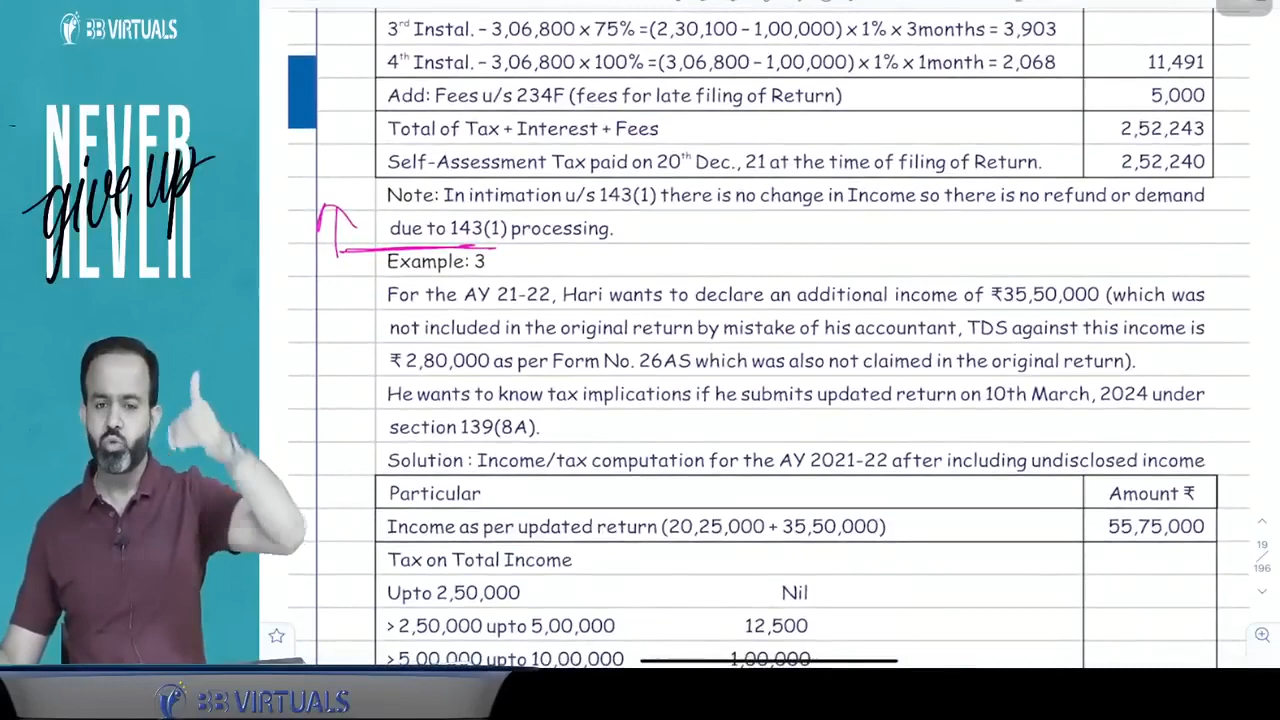 BB VIRTUALS
NEVER
give up
NEVER
3rd Instal. – 3,06,800 x 75% =(2,30,100 – 1,00,000) x 1% x 3months = 3,903
4th Instal. – 3,06,800 x 100% =(3,06,800 – 1,00,000) x 1% x 1month = 2,068 11,491
Add: Fees u/s 234F (fees for late filing of Return) 5,000
Total of Tax + Interest + Fees 2,52,243
Self-Assessment Tax paid on 20th Dec., 21 at the time of filing of Return. 2,52,240
Note: In intimation u/s 143(1) there is no change in Income so there is no refund or demand
due to 143(1) processing.
Example: 3
For the AY 21-22, Hari wants to declare an additional income of ₹35,50,000 (which was
not included in the original return by mistake of his accountant, TDS against this income is
₹ 2,80,000 as per Form No. 26AS which was also not claimed in the original return).
He wants to know tax implications if he submits updated return on 10th March, 2024 under
section 139(8A).
Solution : Income/tax computation for the AY 2021-22 after including undisclosed income
Particular Amount ₹
Income as per updated return (20,25,000 + 35,50,000) 55,75,000
Tax on Total Income
Upto 2,50,000 Nil
> 2,50,000 upto 5,00,000 12,500
> 5,00,000 upto 10,00,000 1,00,000
19
196
BB VIRTUALS